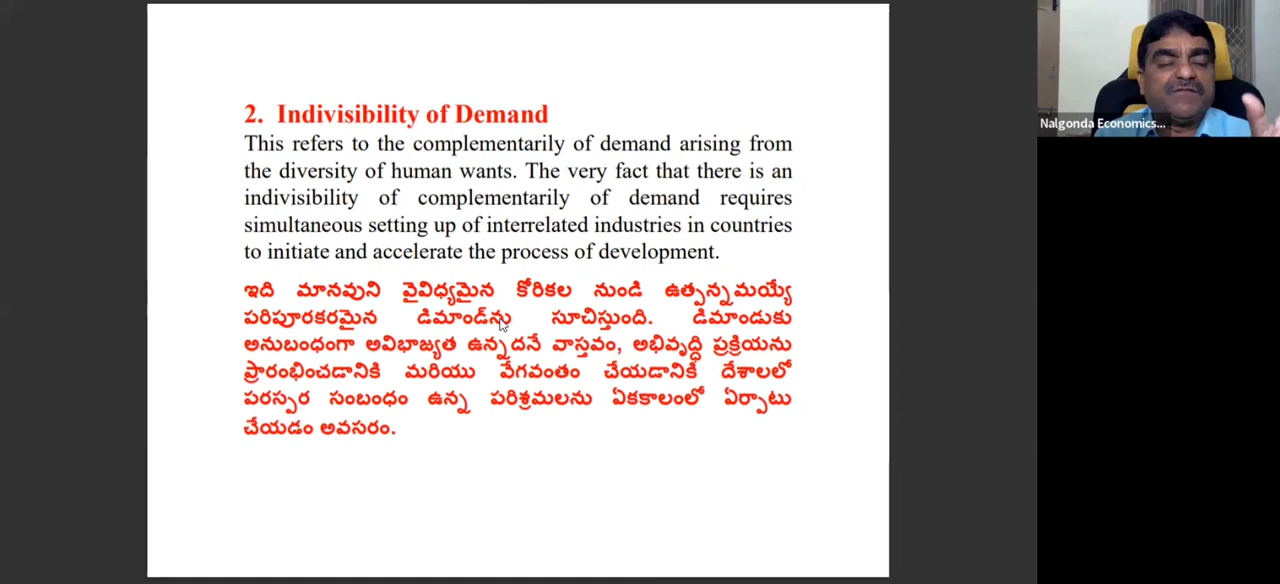 2. Indivisibility of Demand
This refers to the complementarily of demand arising from
the diversity of human wants. The very fact that there is an
indivisibility of complementarily of demand requires
simultaneous setting up of interrelated industries in countries
to initiate and accelerate the process of development.
ఇది మానవుని వైవిధ్యమైన కోరికల నుండి ఉత్పన్నమయ్యే
పరిపూరకరమైన డిమాండ్‌ను సూచిస్తుంది. డిమాండుకు
అనుబంధంగా అవిభాజ్యత ఉన్నదనే వాస్తవం, అభివృద్ధి ప్రక్రియను
ప్రారంభించడానికి మరియు వేగవంతం చేయడానికి దేశాలలో
పరస్పర సంబంధం ఉన్న పరిశ్రమలను ఏకకాలంలో ఏర్పాటు
చేయడం అవసరం.
Nalgonda Economics...